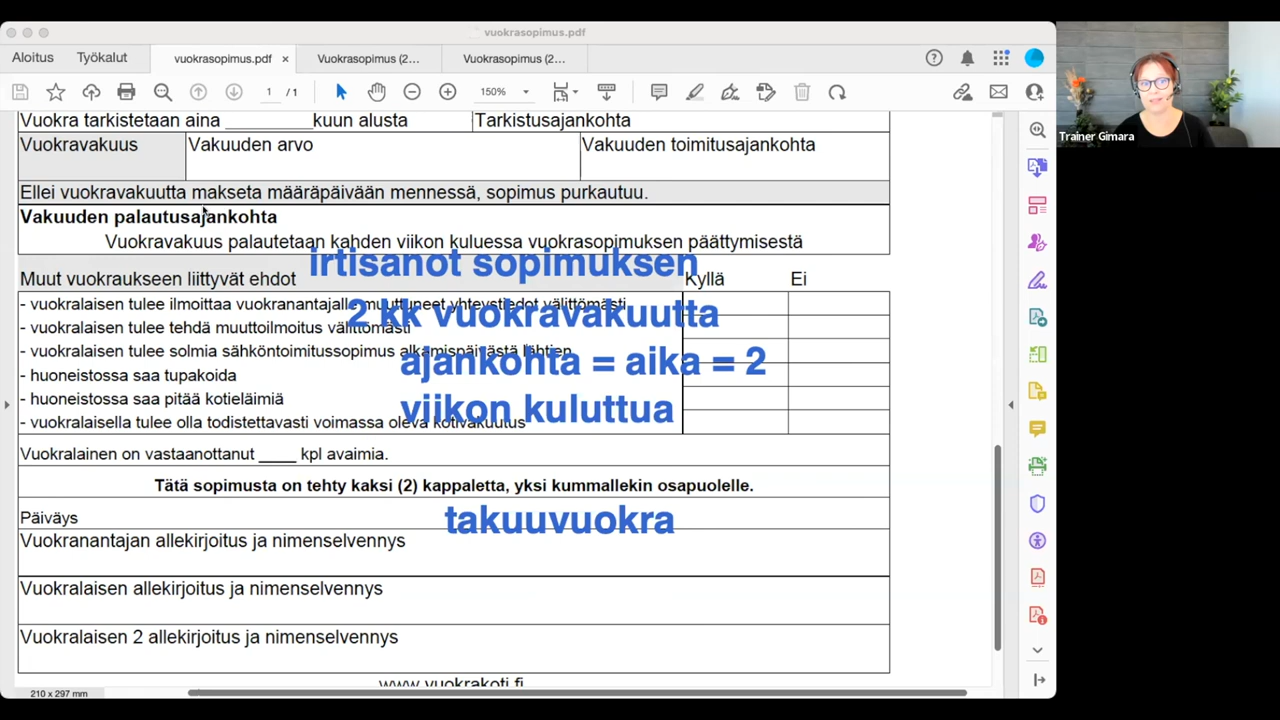 vuokrasopimus.pdf
Aloitus
Työkalut
vuokrasopimus.pdf ×
Vuokrasopimus (2...
Vuokrasopimus (2...
1 / 1
150%
Trainer Gimara
Vuokra tarkistetaan aina ________kuun alusta
Tarkistusajankohta
Vuokravakuus
Vakuuden arvo
Vakuuden toimitusajankohta
Ellei vuokravakuutta makseta määräpäivään mennessä, sopimus purkautuu.
Vakuuden palautusajankohta
Vuokravakuus palautetaan kahden viikon kuluessa vuokrasopimuksen päättymisestä
irtisanot sopimuksen
Muut vuokraukseen liittyvät ehdot
Kyllä
Ei
- vuokralaisen tulee ilmoittaa vuokranantajalle muuttuneet yhteystiedot välittömästi
2 kk vuokravakuutta
- vuokralaisen tulee tehdä muuttoilmoitus välittömästi
- vuokralaisen tulee solmia sähköntoimitussopimus alkamispäivästä lähtien
ajankohta = aika = 2
- huoneistossa saa tupakoida
- huoneistossa saa pitää kotieläimiä
viikon kuluttua
- vuokralaisella tulee olla todistettavasti voimassa oleva kotivakuutus
Vuokralainen on vastaanottanut ____ kpl avaimia.
Tätä sopimusta on tehty kaksi (2) kappaletta, yksi kummallekin osapuolelle.
Päiväys
takuuvuokra
Vuokranantajan allekirjoitus ja nimenselvennys
Vuokralaisen allekirjoitus ja nimenselvennys
Vuokralaisen 2 allekirjoitus ja nimenselvennys
www.vuokrakoti.fi
210 x 297 mm